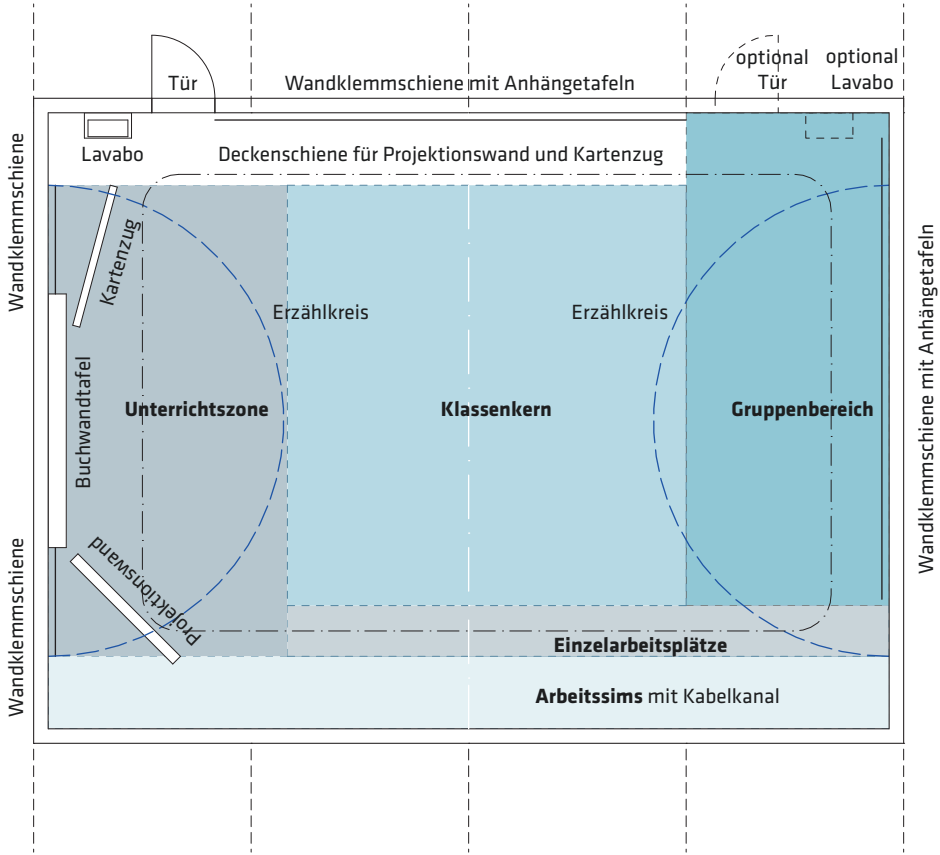 optional
Tür
optional
Lavabo
Tür
Wandklemmschiene mit Anhängetafeln
Lavabo
Deckenschiene für Projektionswand und Kartenzug
Wandklemmschiene
Kartenzug
Erzählkreis
Erzählkreis
Buchwandtafel
Unterrichtszone
Klassenkern
Gruppenbereich
Wandklemmschiene mit Anhängetafeln
Projektionswand
Wandklemmschiene
Einzelarbeitsplätze
Arbeitssims mit Kabelkanal